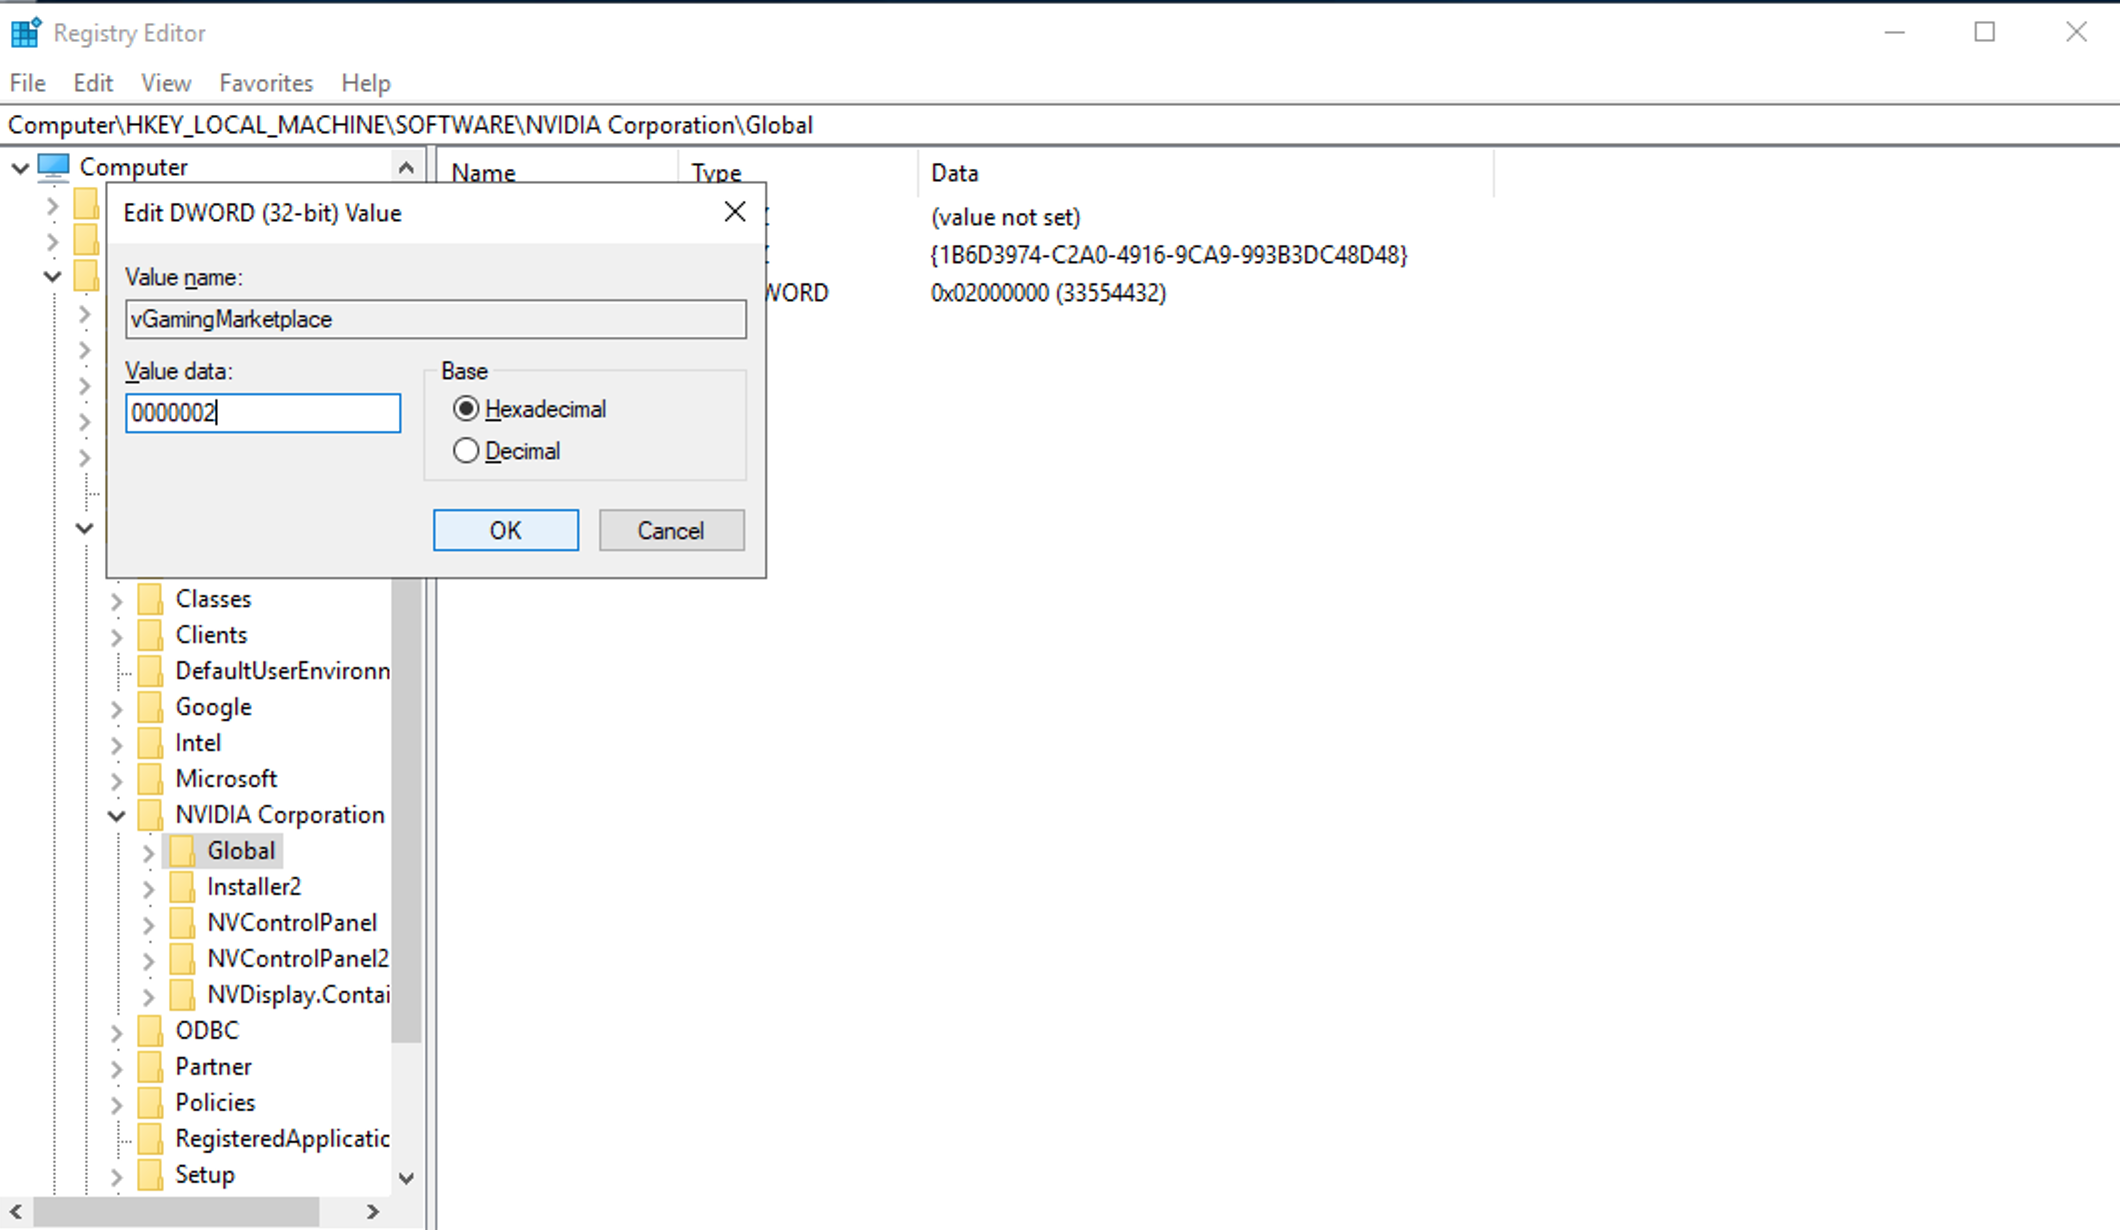 Registry Editor
File Edit View Favorites Help
Computer\HKEY_LOCAL_MACHINE\SOFTWARE\NVIDIA Corporation\Global
Computer
Name Type Data
(value not set)
{1B6D3974-C2A0-4916-9CA9-993B3DC48D48}
WORD 0x02000000 (33554432)
Edit DWORD (32-bit) Value
Value name:
vGamingMarketplace
Value data:
0000002
Base
Hexadecimal
Decimal
OK Cancel
Classes
Clients
DefaultUserEnvironn
Google
Intel
Microsoft
NVIDIA Corporation
Global
Installer2
NVControlPanel
NVControlPanel2
NVDisplay.Contai
ODBC
Partner
Policies
RegisteredApplicatic
Setup